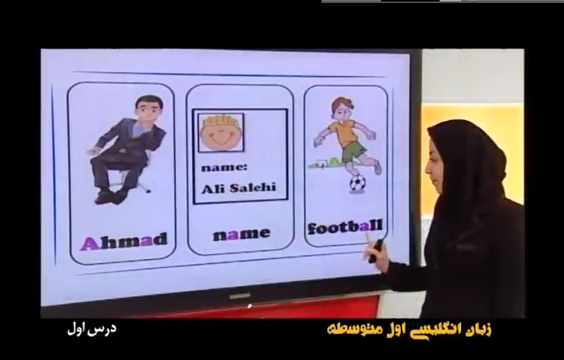 name:
Ali Salehi
Ahmad
name
football
درس اول
زبان انگلیسی اول متوسطه